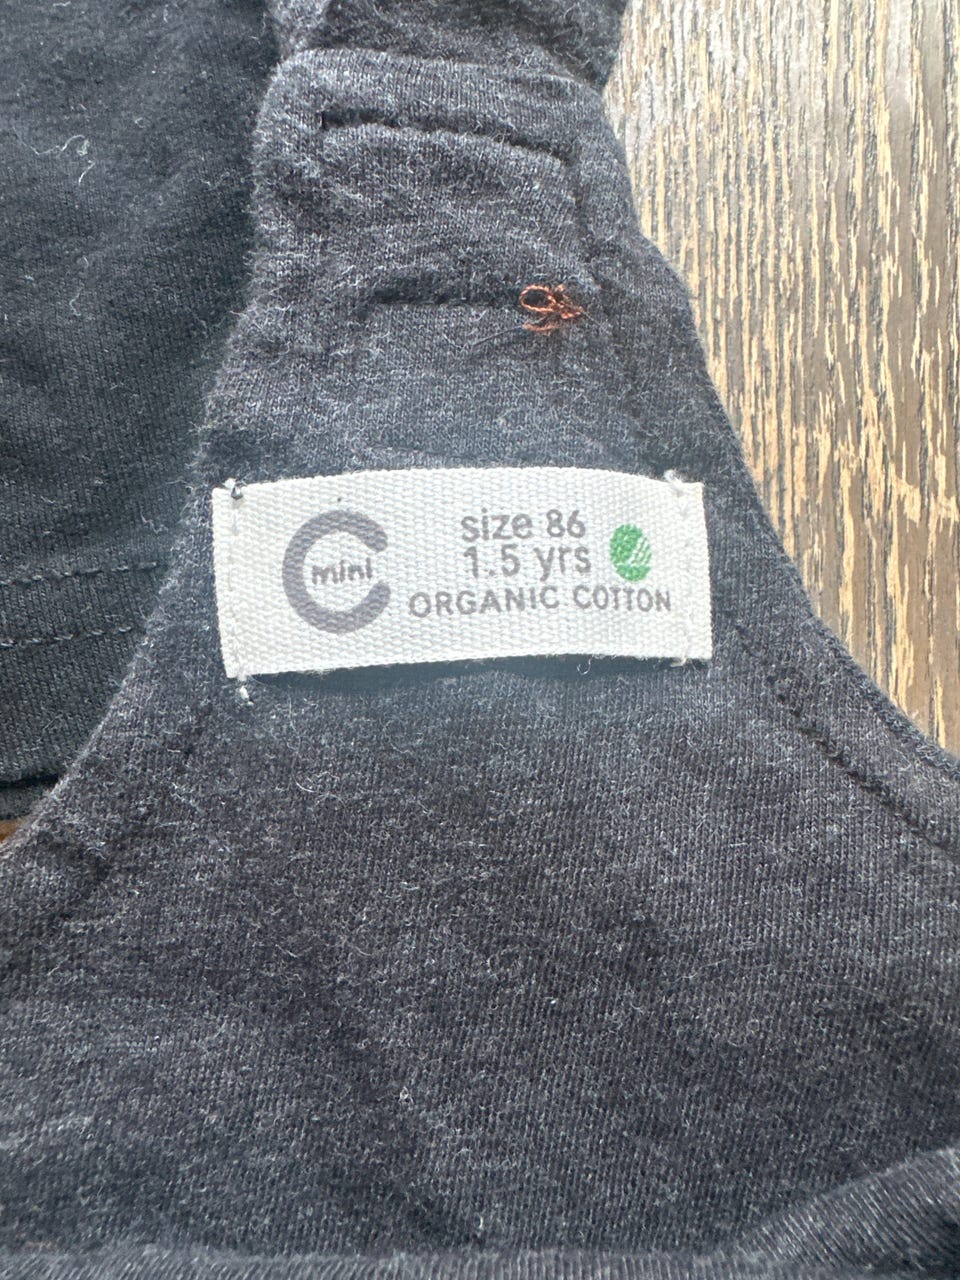 mini
size 86
1.5 yrs
ORGANIC COTTON